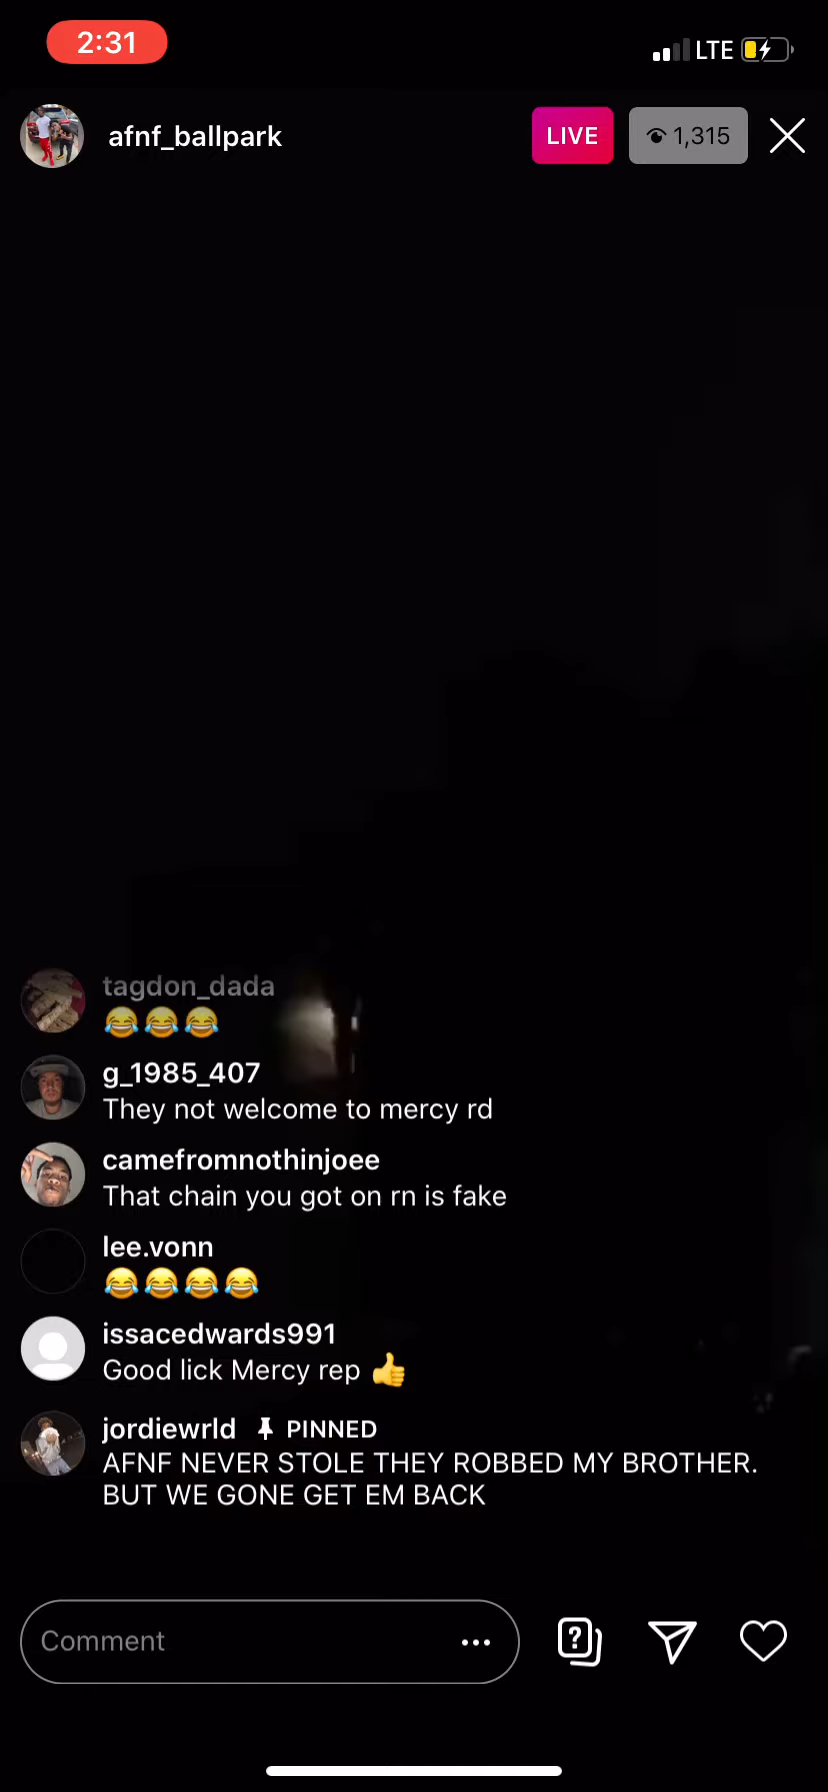 2:31
LTE
afnf_ballpark
LIVE
1,315
tagdon_dada
😂😂😂
g_1985_407
They not welcome to mercy rd
camefromnothinjoee
That chain you got on rn is fake
lee.vonn
😂😂😂😂
issacedwards991
Good lick Mercy rep 👍
jordiewrld PINNED
AFNF NEVER STOLE THEY ROBBED MY BROTHER.
BUT WE GONE GET EM BACK
Comment